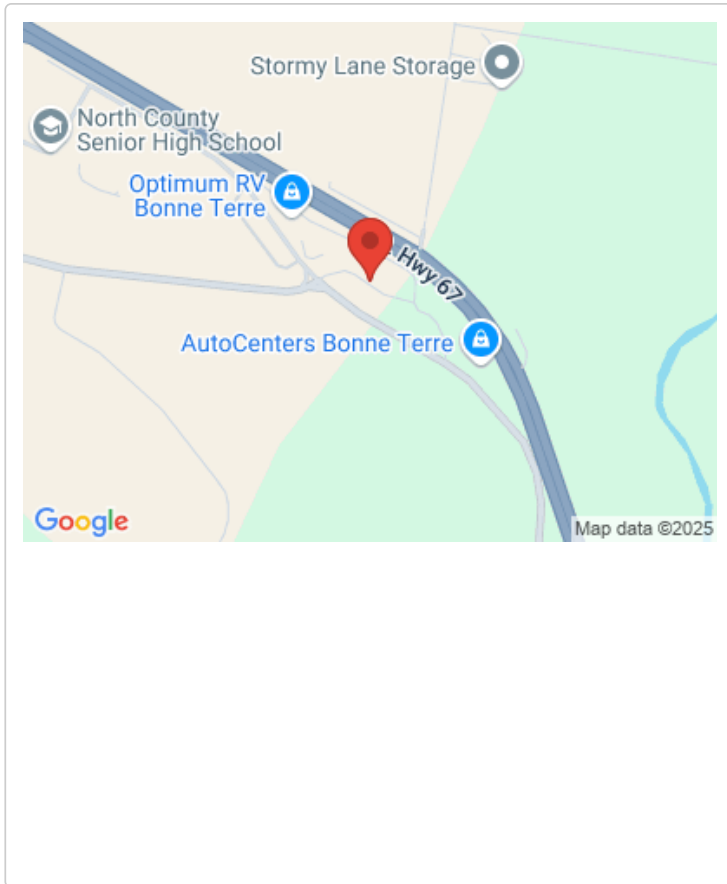 Stormy Lane Storage
North County
Senior High School
Optimum RV
Bonne Terre
Hwy 67
AutoCenters Bonne Terre
Google
Map data ©2025